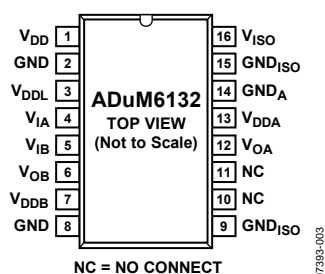 VDD 1
GND 2
VDDL 3
VIA 4
VIB 5
VOB 6
VDDB 7
GND 8
ADuM6132
TOP VIEW
(Not to Scale)
16 VISO
15 GNDISO
14 GNDA
13 VDDA
12 VOA
11 NC
10 NC
9 GNDISO
NC = NO CONNECT
7393-003